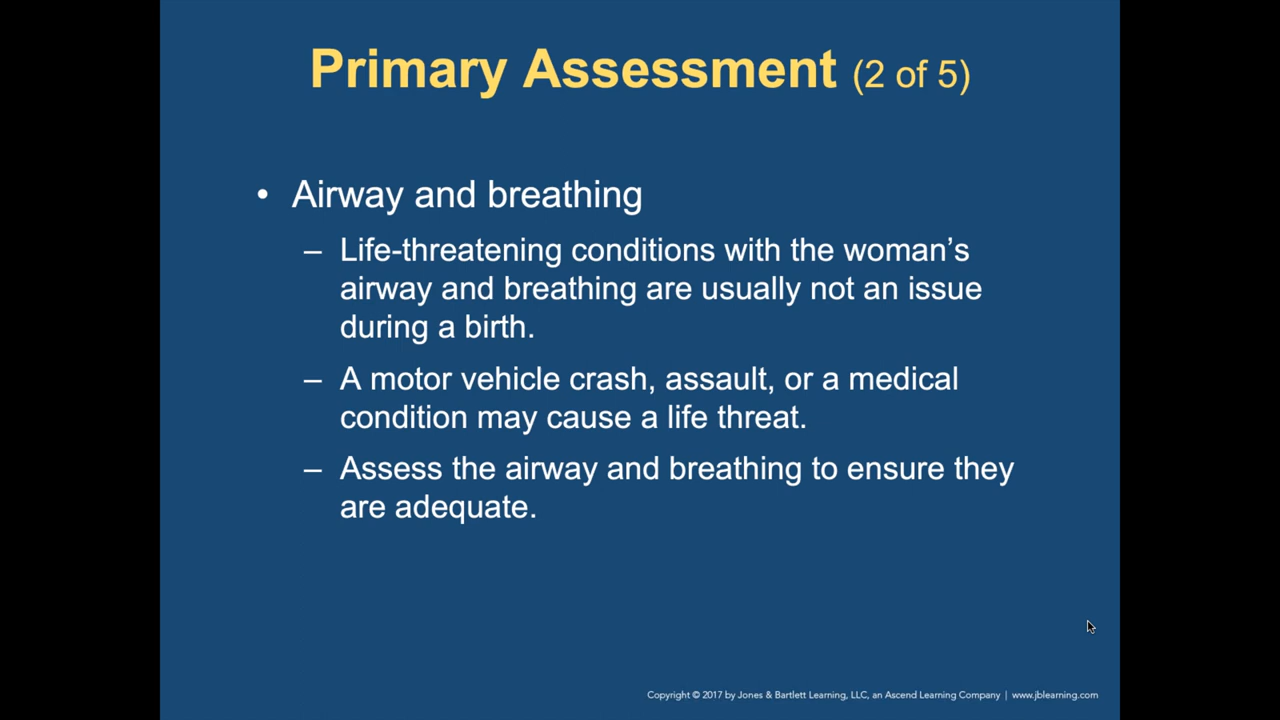 Primary Assessment (2 of 5)
• Airway and breathing
– Life-threatening conditions with the woman’s
airway and breathing are usually not an issue
during a birth.
– A motor vehicle crash, assault, or a medical
condition may cause a life threat.
– Assess the airway and breathing to ensure they
are adequate.
Copyright © 2017 by Jones & Bartlett Learning, LLC, an Ascend Learning Company | www.jblearning.com